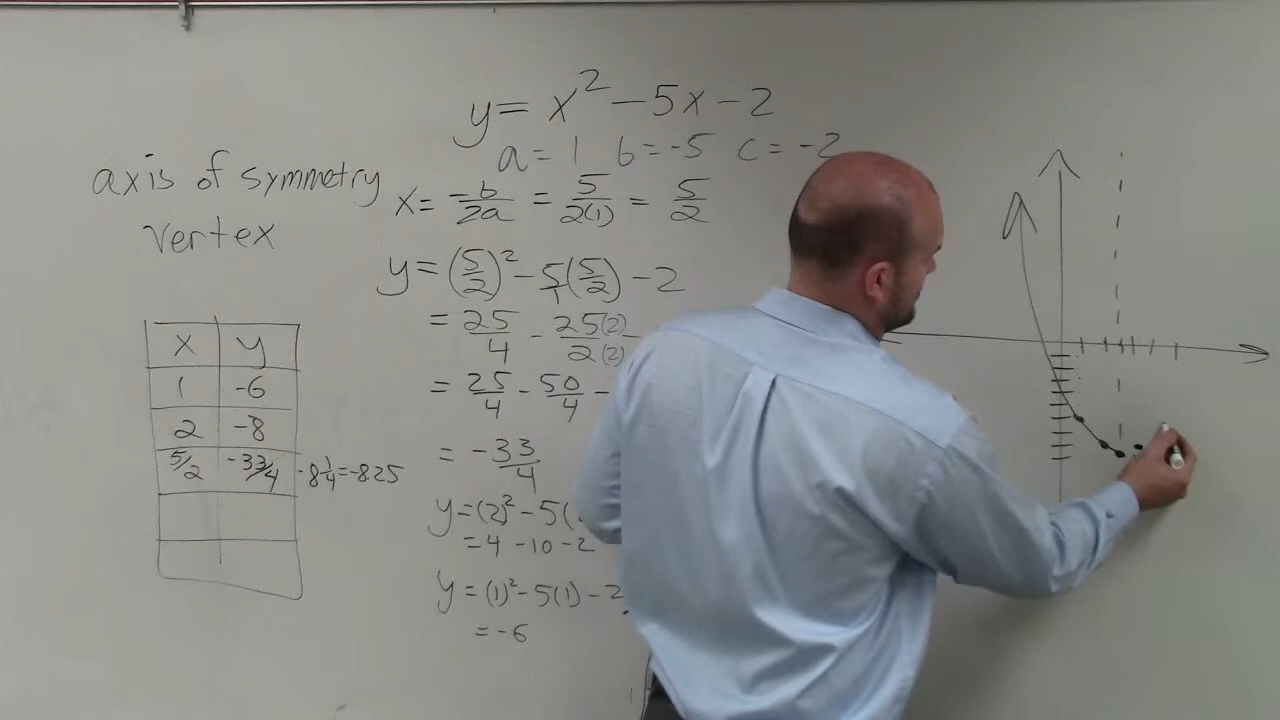 y = x² - 5x - 2
a = 1 b = -5 c = -2
axis of symmetry
vertex
x = -b/2a = 5/2(1) = 5/2
y = (5/2)² - 5/1(5/2) - 2
= 25/4 - 25(2)/2(2)
= 25/4 - 50/4 -
= -33/4
y = (2)² - 5(
= 4 - 10 - 2
y = (1)² - 5(1) - 2
= -6
x y
1 -6
2 -8
5/2 -33/4 -8 1/4 = -8.25